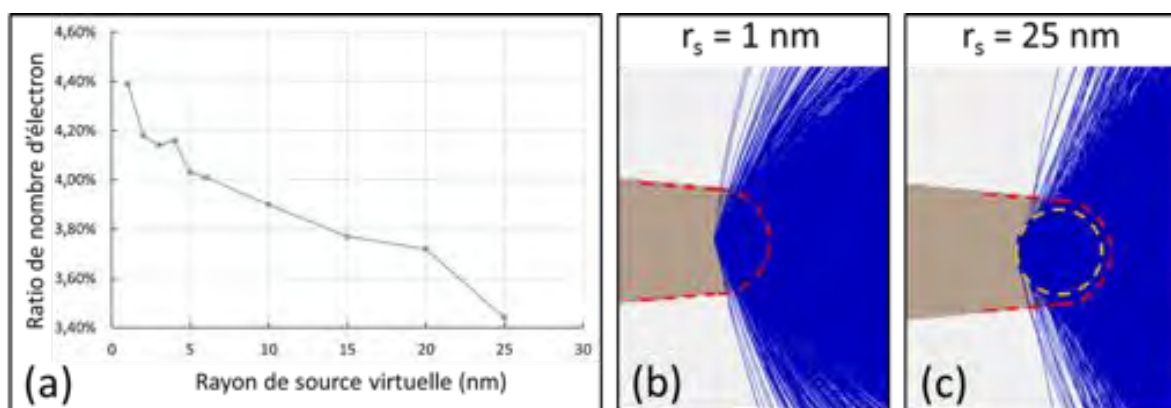 4,60%
4,40%
4,20%
4,00%
3,80%
3,60%
3,40%
Ratio de nombre d'électron
0
5
10
15
20
25
30
Rayon de source virtuelle (nm)
(a)
rs = 1 nm
(b)
rs = 25 nm
(c)